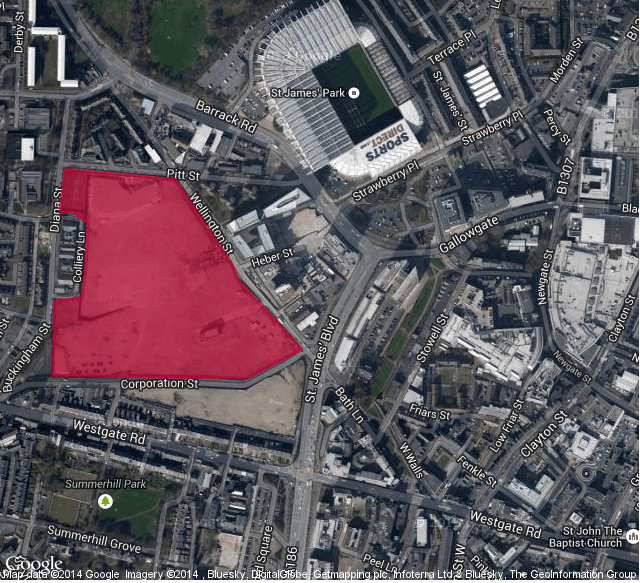 Derby St
Terrace Pl
Morden St
St James' Park
St James' St
Barrack Rd
Percy St
Strawberry Pl
SPORTS
DIRECT
.com
B1307
Pitt St
Strawberry Pl
Diana St
Wellington St
Gallowgate
Colliery Ln
Heber St
Newgate St
Clayton St
Buckingham St
St. James' Blvd
Stowell St
Newgate St
Corporation St
Bath Ln
Friars St
Low Friar St
Clayton St
Westgate Rd
W Walls
Fenkle St
Summerhill Park
Westgate Rd
Summerhill Grove
St John The
Baptist Church
A186
Google
Map data ©2014 Google Imagery ©2014 , Bluesky, DigitalGlobe, Getmapping plc, Infoterra Ltd & Bluesky, The GeoInformation Group